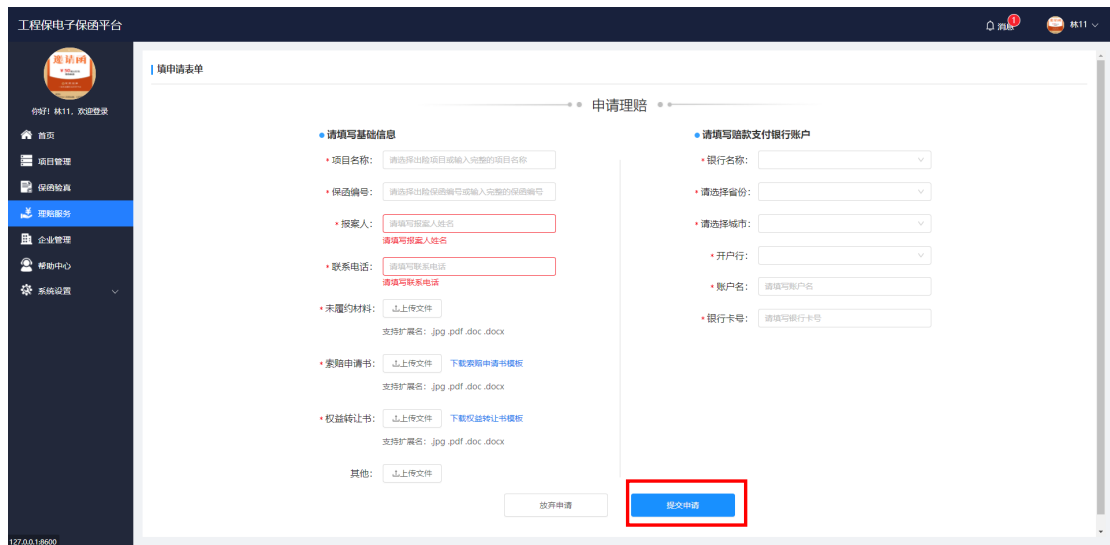 工程保电子保函平台
消息
1
林11
邀请函
你好！林11，欢迎登录
首页
项目管理
保函验真
理赔服务
企业管理
帮助中心
系统设置
填申请表单
申请理赔
请填写基础信息
* 项目名称： 请选择出险项目或输入完整的项目名称
* 保函编号： 请选择出险保函编号或输入完整的保函编号
* 报案人： 请填写报案人姓名
请填写报案人姓名
* 联系电话： 请填写联系电话
请填写联系电话
* 未履约材料： 上传文件
支持扩展名：.jpg .pdf .doc .docx
* 索赔申请书： 上传文件 下载索赔申请书模板
支持扩展名：.jpg .pdf .doc .docx
* 权益转让书： 上传文件 下载权益转让书模板
支持扩展名：.jpg .pdf .doc .docx
其他： 上传文件
请填写赔款支付银行账户
* 银行名称：
* 请选择省份：
* 请选择城市：
* 开户行：
* 账户名： 请填写账户名
* 银行卡号： 请填写银行卡号
放弃申请
提交申请
127.0.0.1:8600